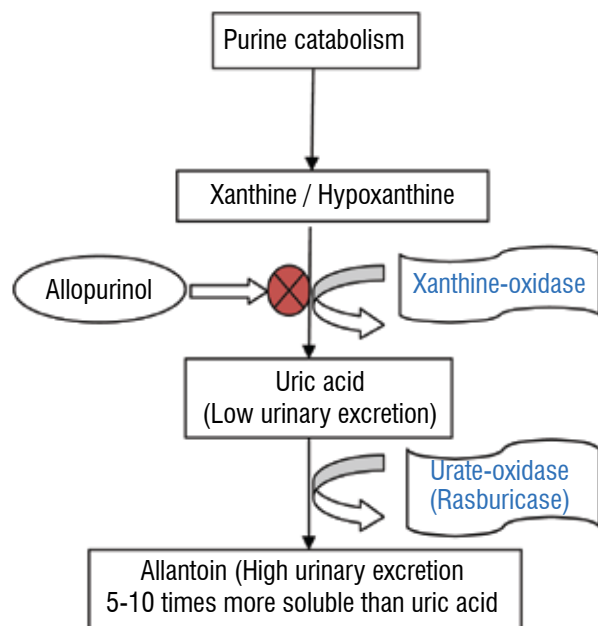 Purine catabolism
Xanthine / Hypoxanthine
Allopurinol
Xanthine-oxidase
Uric acid
(Low urinary excretion)
Urate-oxidase
(Rasburicase)
Allantoin (High urinary excretion
5-10 times more soluble than uric acid